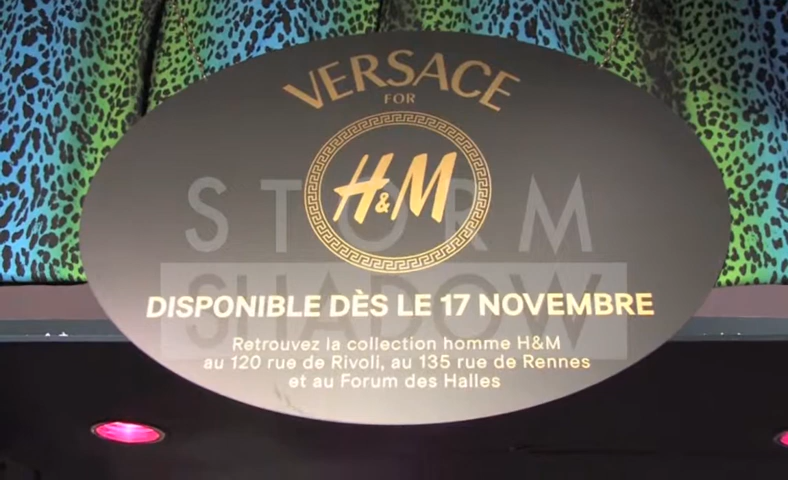 VERSACE
FOR
H&M
STORM
SHADOW
DISPONIBLE DÈS LE 17 NOVEMBRE
Retrouvez la collection homme H&M
au 120 rue de Rivoli, au 135 rue de Rennes
et au Forum des Halles